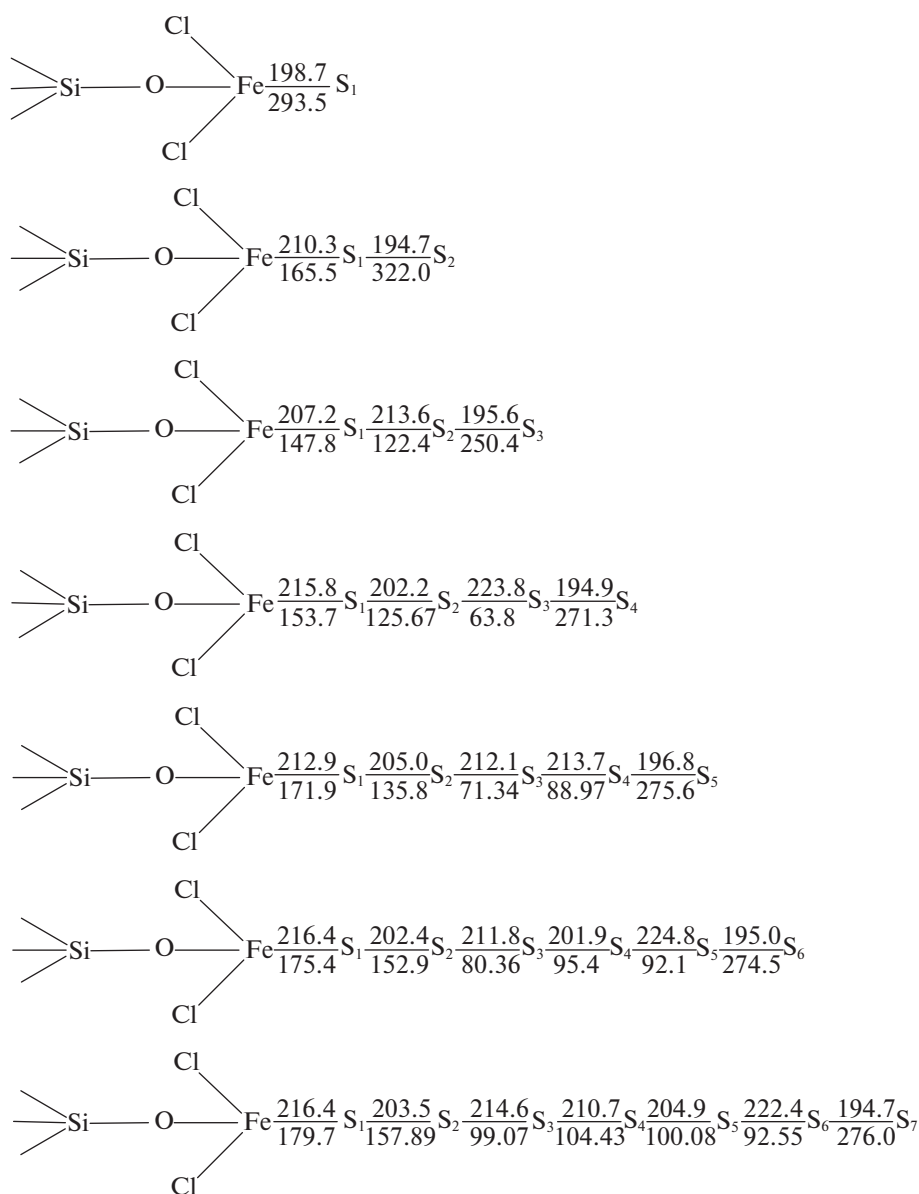 Cl
198.7
Si O Fe S₁
293.5
Cl
Cl
210.3 194.7
Si O Fe S₁ S₂
165.5 322.0
Cl
Cl
207.2 213.6 195.6
Si O Fe S₁ S₂ S₃
147.8 122.4 250.4
Cl
Cl
215.8 202.2 223.8 194.9
Si O Fe S₁ S₂ S₃ S₄
153.7 125.67 63.8 271.3
Cl
Cl
212.9 205.0 212.1 213.7 196.8
Si O Fe S₁ S₂ S₃ S₄ S₅
171.9 135.8 71.34 88.97 275.6
Cl
Cl
216.4 202.4 211.8 201.9 224.8 195.0
Si O Fe S₁ S₂ S₃ S₄ S₅ S₆
175.4 152.9 80.36 95.4 92.1 274.5
Cl
Cl
216.4 203.5 214.6 210.7 204.9 222.4 194.7
Si O Fe S₁ S₂ S₃ S₄ S₅ S₆ S₇
179.7 157.89 99.07 104.43 100.08 92.55 276.0
Cl